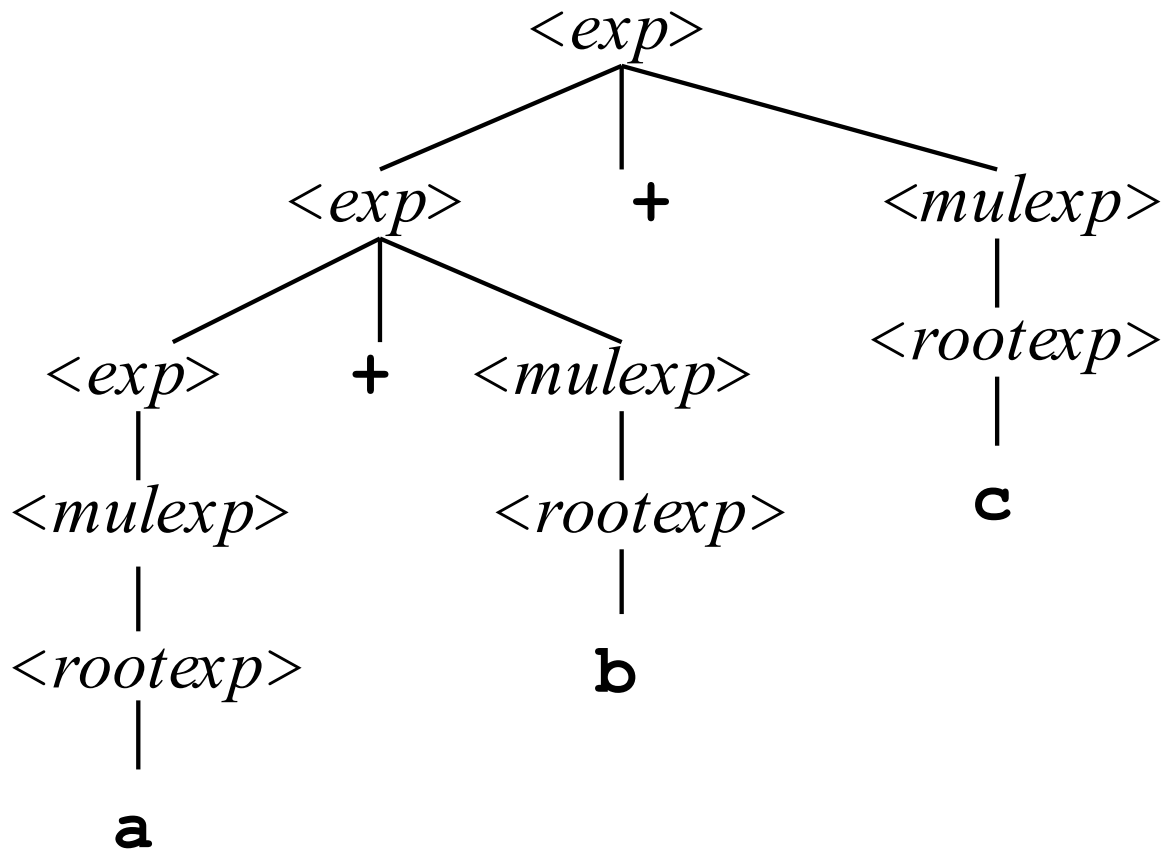 <exp>
<exp> + <mulexp>
<rootexp>
<exp> + <mulexp>
c
<mulexp> <rootexp>
<rootexp> b
a